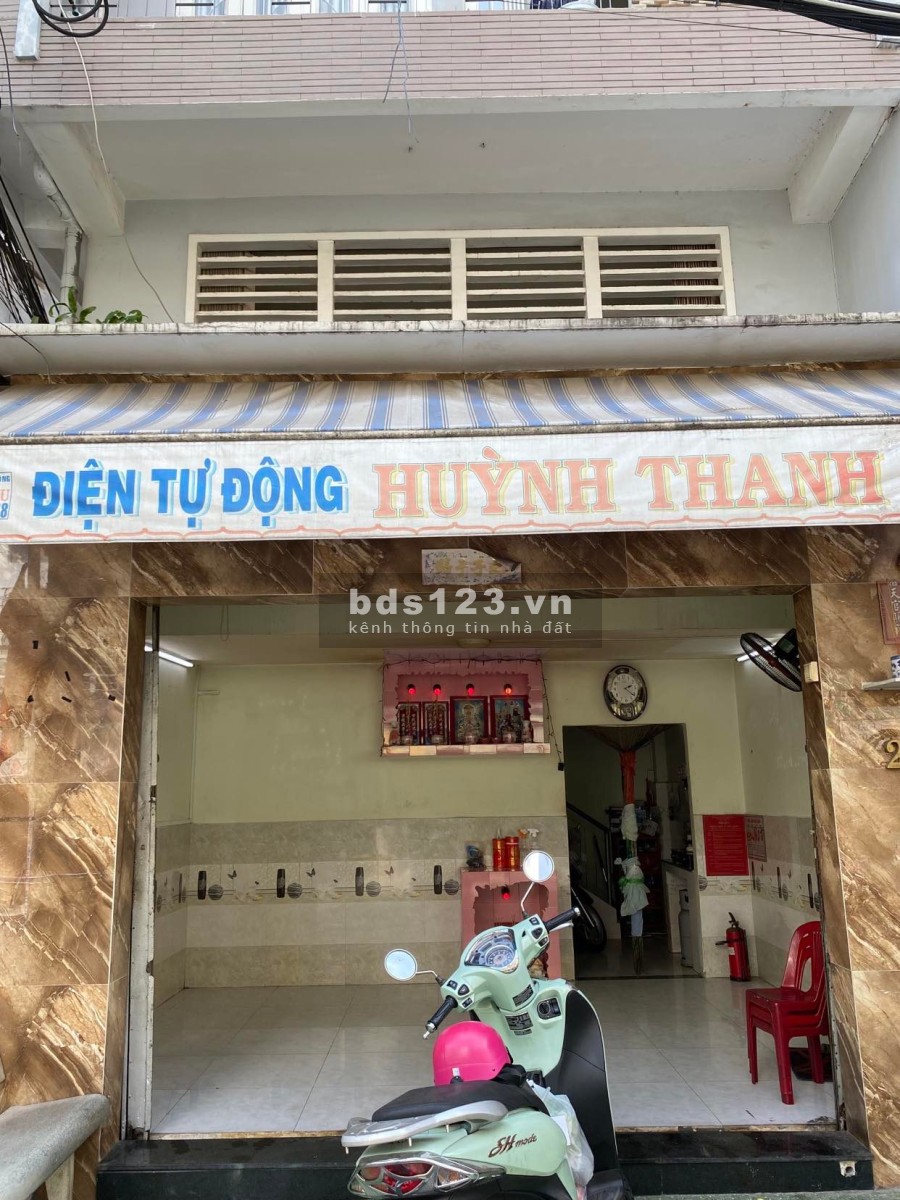 ĐIỆN TỰ ĐỘNG HUỲNH THANH
bds123.vn
kênh thông tin nhà đất
SH mode